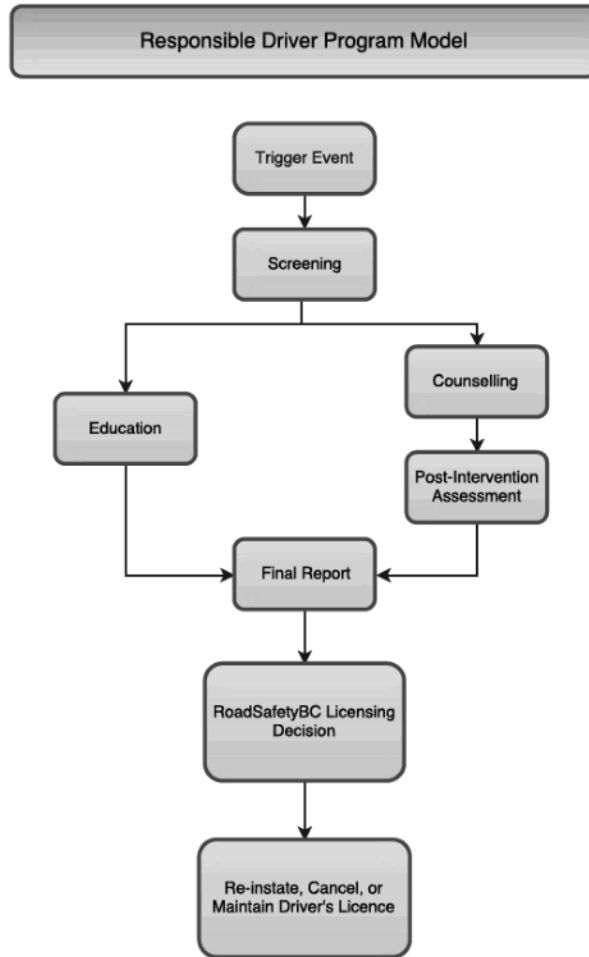 Responsible Driver Program Model
Trigger Event
Screening
Counselling
Education
Post-Intervention
Assessment
Final Report
RoadSafetyBC Licensing
Decision
Re-instate, Cancel, or
Maintain Driver's Licence